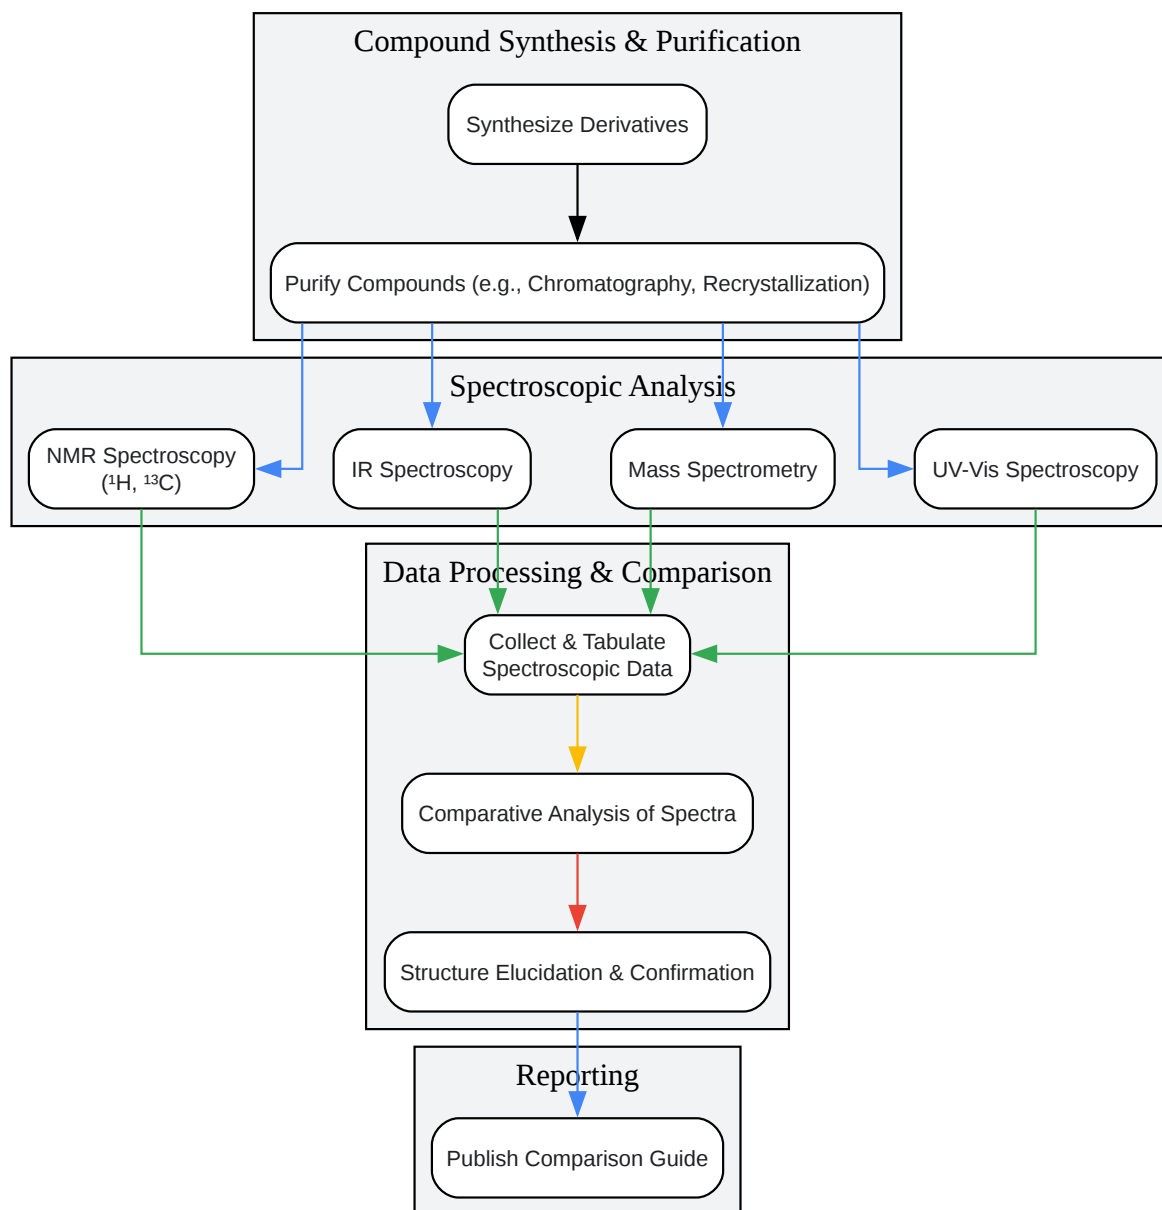 Compound Synthesis & Purification
Synthesize Derivatives
Purify Compounds (e.g., Chromatography, Recrystallization)
Spectroscopic Analysis
NMR Spectroscopy
(¹H, ¹³C)
IR Spectroscopy
Mass Spectrometry
UV-Vis Spectroscopy
Data Processing & Comparison
Collect & Tabulate
Spectroscopic Data
Comparative Analysis of Spectra
Structure Elucidation & Confirmation
Reporting
Publish Comparison Guide